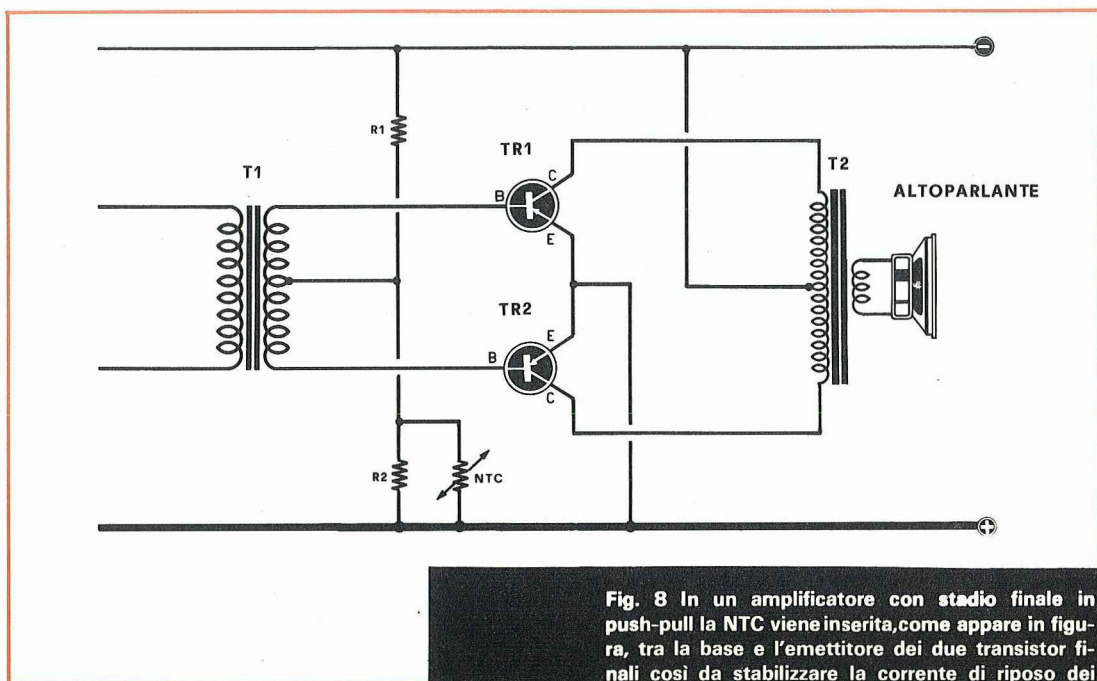 −
R1
TR1
C
T1
T2
ALTOPARLANTE
B
E
TR2
E
B
C
R2
NTC
+
Fig. 8 In un amplificatore con stadio finale in
push-pull la NTC viene inserita, come appare in figu-
ra, tra la base e l'emettitore dei due transistor fi-
nali così da stabilizzare la corrente di riposo dei